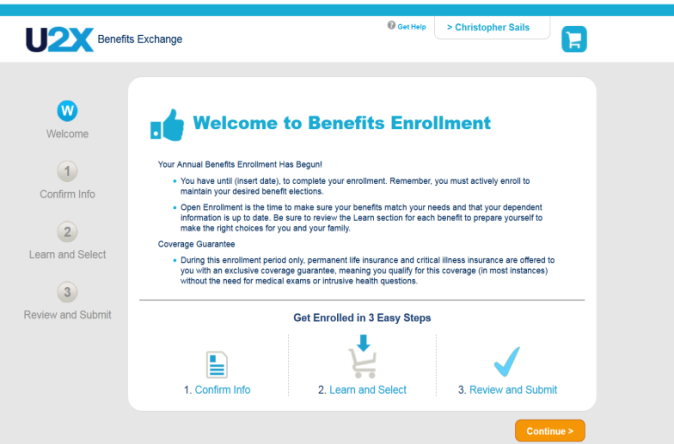 Get Help
> Christopher Sails
U2X Benefits Exchange
W
Welcome
1
Confirm Info
2
Learn and Select
3
Review and Submit
Welcome to Benefits Enrollment
Your Annual Benefits Enrollment Has Begun!
You have until (insert date), to complete your enrollment. Remember, you must actively enroll to
maintain your desired benefit elections.
Open Enrollment is the time to make sure your benefits match your needs and that your dependent
information is up to date. Be sure to review the Learn section for each benefit to prepare yourself to
make the right choices for you and your family.
Coverage Guarantee
During this enrollment period only, permanent life insurance and critical illness insurance are offered to
you with an exclusive coverage guarantee, meaning you qualify for this coverage (in most instances)
without the need for medical exams or intrusive health questions.
Get Enrolled in 3 Easy Steps
1. Confirm Info
2. Learn and Select
3. Review and Submit
Continue >